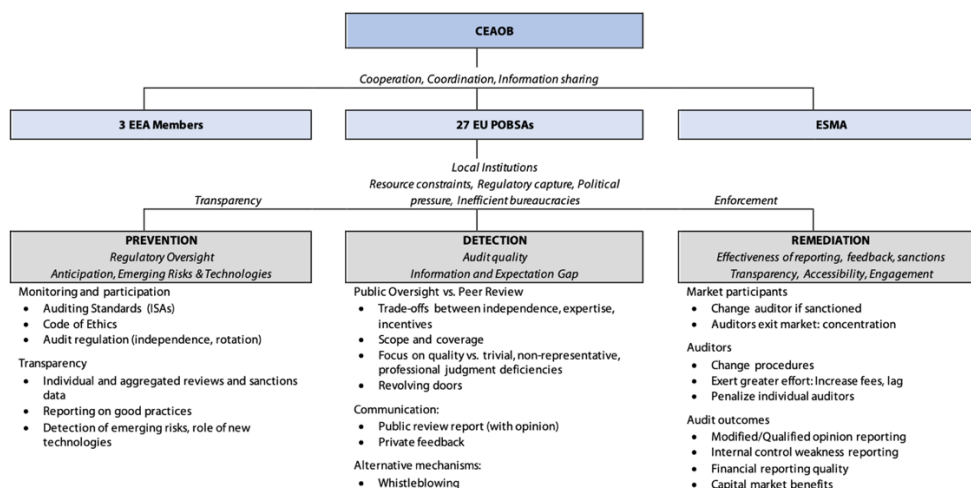 CEAOB
Cooperation, Coordination, Information sharing
3 EEA Members
27 EU POBSAs
ESMA
Local Institutions
Resource constraints, Regulatory capture, Political
pressure, Inefficient bureaucracies
Transparency
Enforcement
PREVENTION
Regulatory Oversight
Anticipation, Emerging Risks & Technologies
Monitoring and participation
• Auditing Standards (ISAs)
• Code of Ethics
• Audit regulation (independence, rotation)
Transparency
• Individual and aggregated reviews and sanctions
data
• Reporting on good practices
• Detection of emerging risks, role of new
technologies
DETECTION
Audit quality
Information and Expectation Gap
Public Oversight vs. Peer Review
• Trade-offs between independence, expertise,
incentives
• Scope and coverage
• Focus on quality vs. trivial, non-representative,
professional judgment deficiencies
• Revolving doors
Communication:
• Public review report (with opinion)
• Private feedback
Alternative mechanisms:
• Whistleblowing
REMEDIATION
Effectiveness of reporting, feedback, sanctions
Transparency, Accessibility, Engagement
Market participants
• Change auditor if sanctioned
• Auditors exit market: concentration
Auditors
• Change procedures
• Exert greater effort: Increase fees, lag
• Penalize individual auditors
Audit outcomes
• Modified/Qualified opinion reporting
• Internal control weakness reporting
• Financial reporting quality
• Capital market benefits